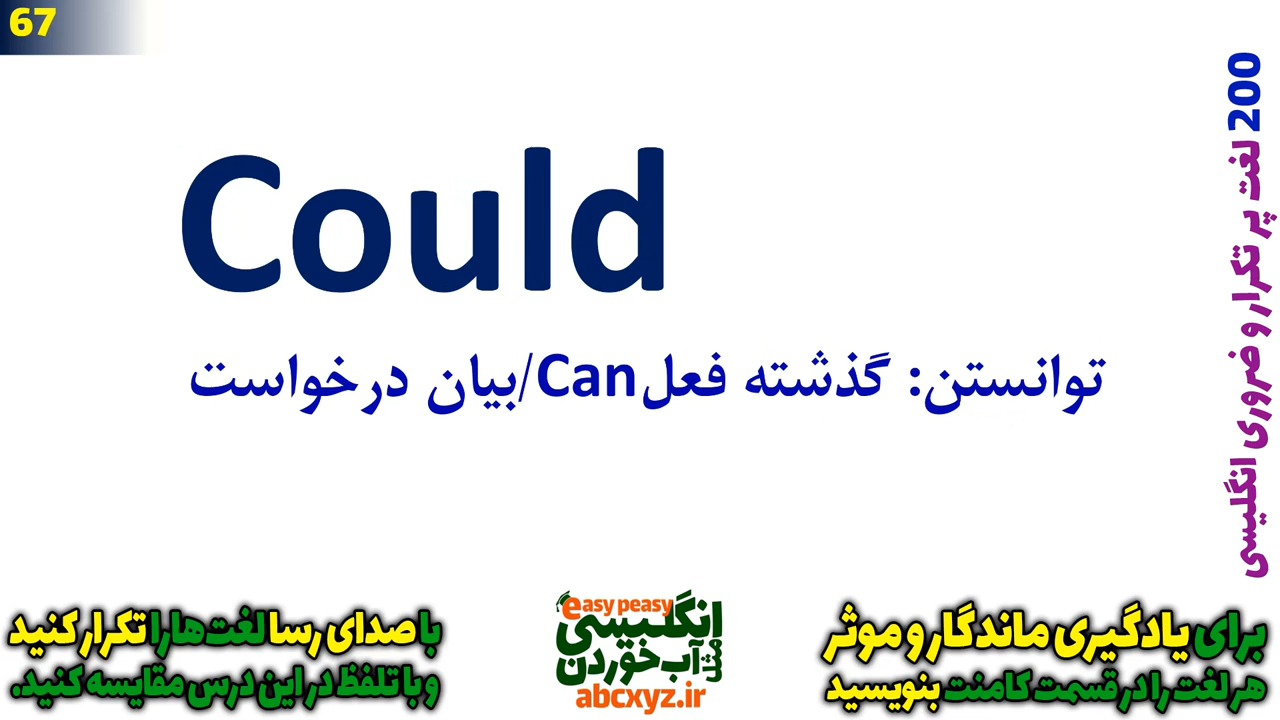 67
Could
توانستن: گذشته فعلCan/بیان درخواست
200 لغت پر تکرار و ضروری انگلیسی
برای یادگیری ماندگار و موثر
هر لغت را در قسمت کامنت بنویسید
easy peasy
انگلیسی
مثل آب خوردن
abcxyz.ir
با صدای رسا لغت‌ها را تکرار کنید
و با تلفظ در این درس مقایسه کنید.